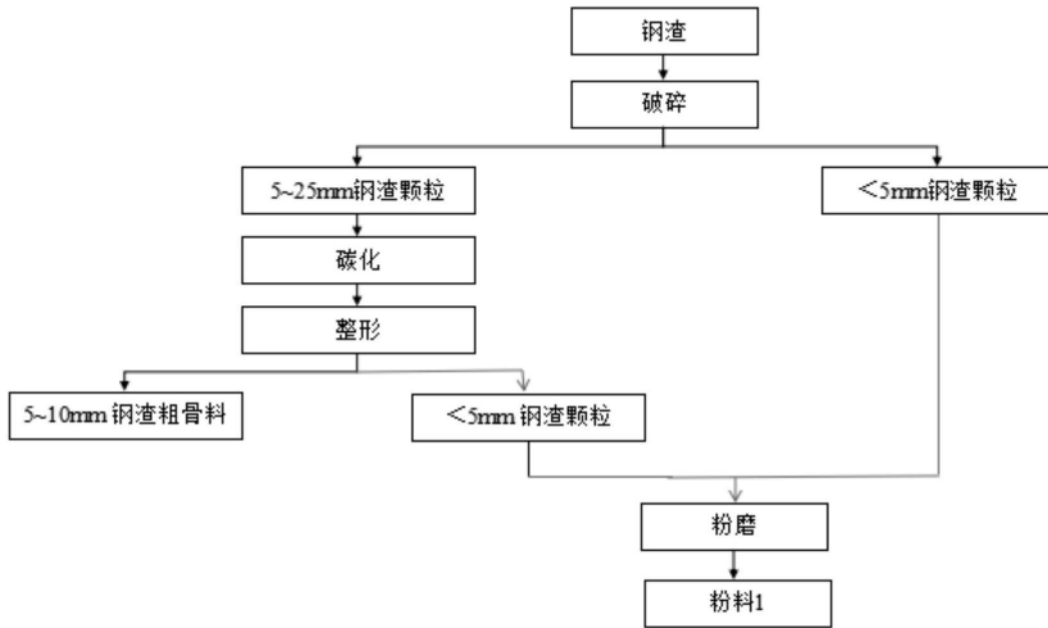 钢渣
破碎
5~25mm钢渣颗粒
<5mm钢渣颗粒
碳化
整形
5~10mm 钢渣粗骨料
<5mm 钢渣颗粒
粉磨
粉料1